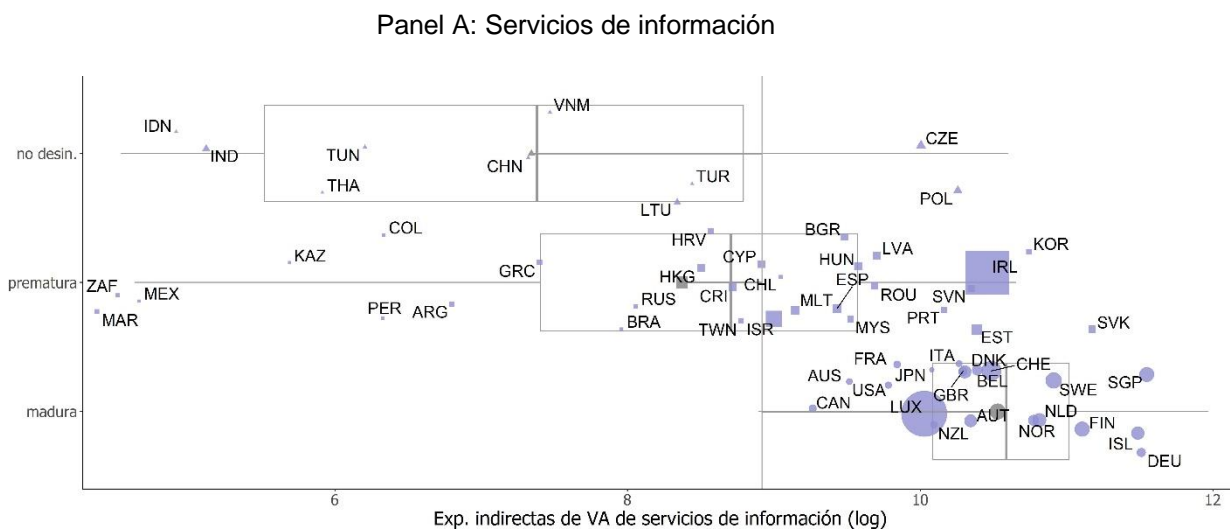 Panel A: Servicios de información
VNM
IDN
CZE
IND
TUN
no desin.
CHN
TUR
THA
POL
LTU
COL
HRV
BGR
KOR
LVA
KAZ
CYP
HUN
GRC
IRL
HKG
CHL
ESP
prematura
ZAF
MEX
CRI
ROU
SVN
RUS
MLT
MAR
PER
ARG
PRT
BRA
TWN
ISR
MYS
SVK
EST
FRA
ITA
DNK
CHE
AUS
JPN
BEL
USA
GBR
SWE
SGP
CAN
LUX
madura
AUT
NLD
NZL
NOR
FIN
ISL
DEU
6
8
10
12
Exp. indirectas de VA de servicios de información (log)